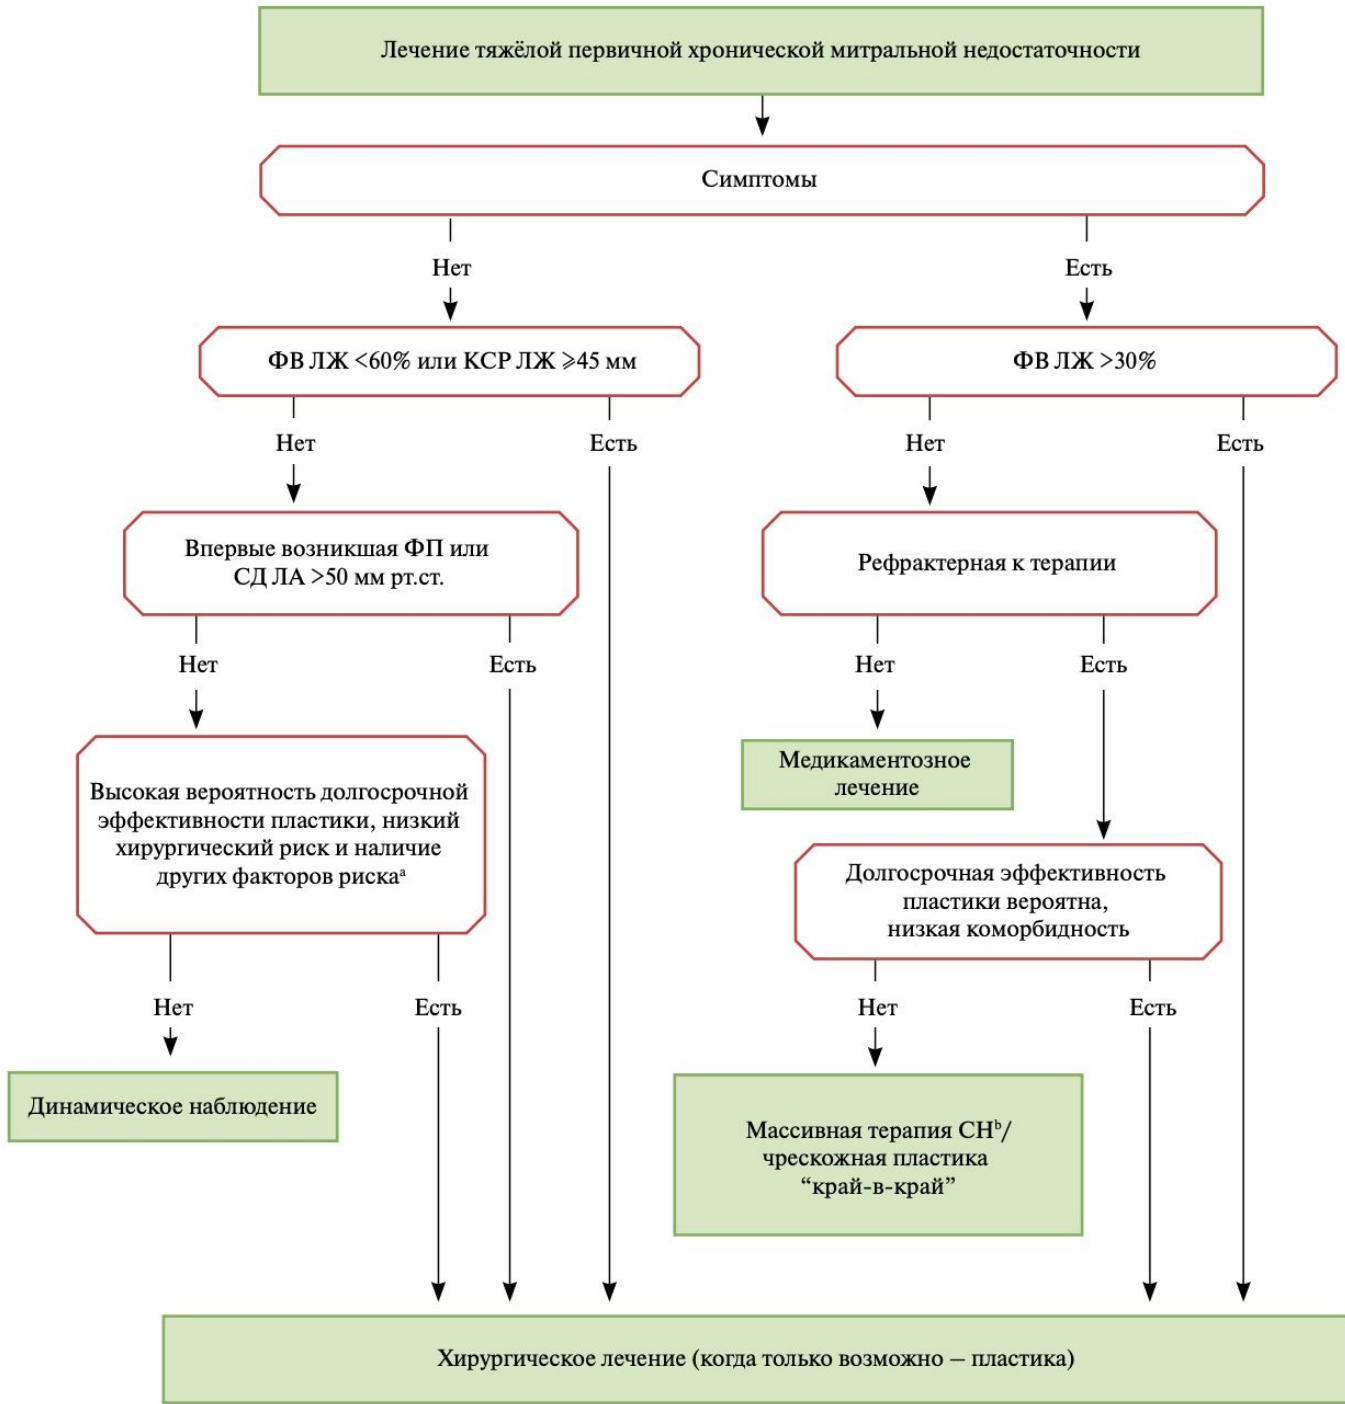 Лечение тяжёлой первичной хронической митральной недостаточности
Симптомы
Нет
Есть
ФВ ЛЖ <60% или КСР ЛЖ ⩾45 мм
ФВ ЛЖ >30%
Нет
Есть
Нет
Есть
Впервые возникшая ФП или
СД ЛА >50 мм рт.ст.
Рефрактерная к терапии
Нет
Есть
Нет
Есть
Высокая вероятность долгосрочной
эффективности пластики, низкий
хирургический риск и наличие
других факторов рискаᵃ
Медикаментозное
лечение
Долгосрочная эффективность
пластики вероятна,
низкая коморбидность
Нет
Есть
Нет
Есть
Динамическое наблюдение
Массивная терапия СНᵇ/
чрескожная пластика
“край-в-край”
Хирургическое лечение (когда только возможно – пластика)